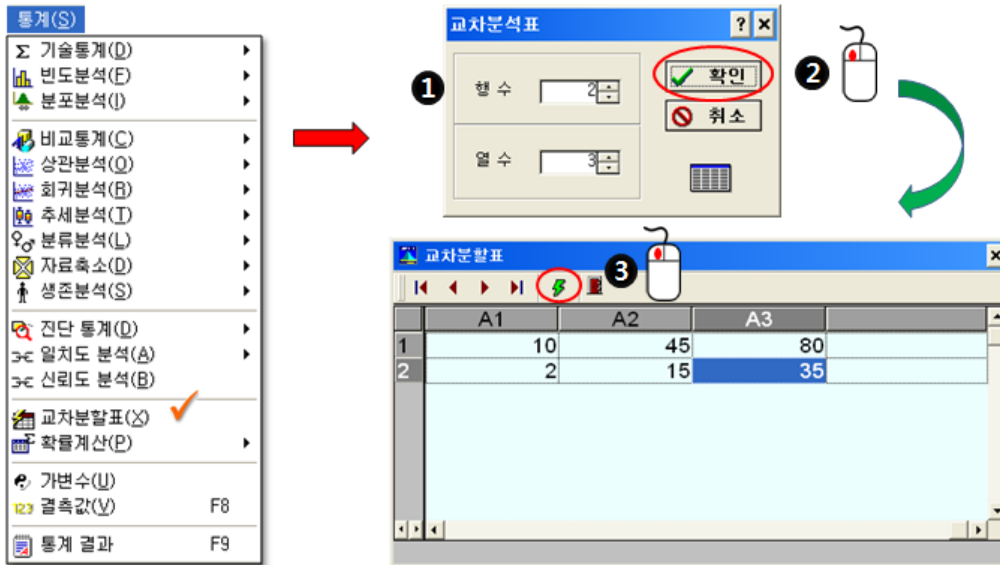 통계(S)
기술통계(D)
빈도분석(F)
분포분석(I)
비교통계(C)
상관분석(O)
회귀분석(R)
추세분석(T)
분류분석(L)
자료축소(D)
생존분석(S)
진단 통계(D)
일치도 분석(A)
신뢰도 분석(B)
교차분할표(X)
확률계산(P)
가변수(U)
결측값(V) F8
통계 결과 F9
교차분석표
1
행 수 2
열 수 3
확인
취소
2
교차분할표
3
A1 A2 A3
1 10 45 80
2 2 15 35